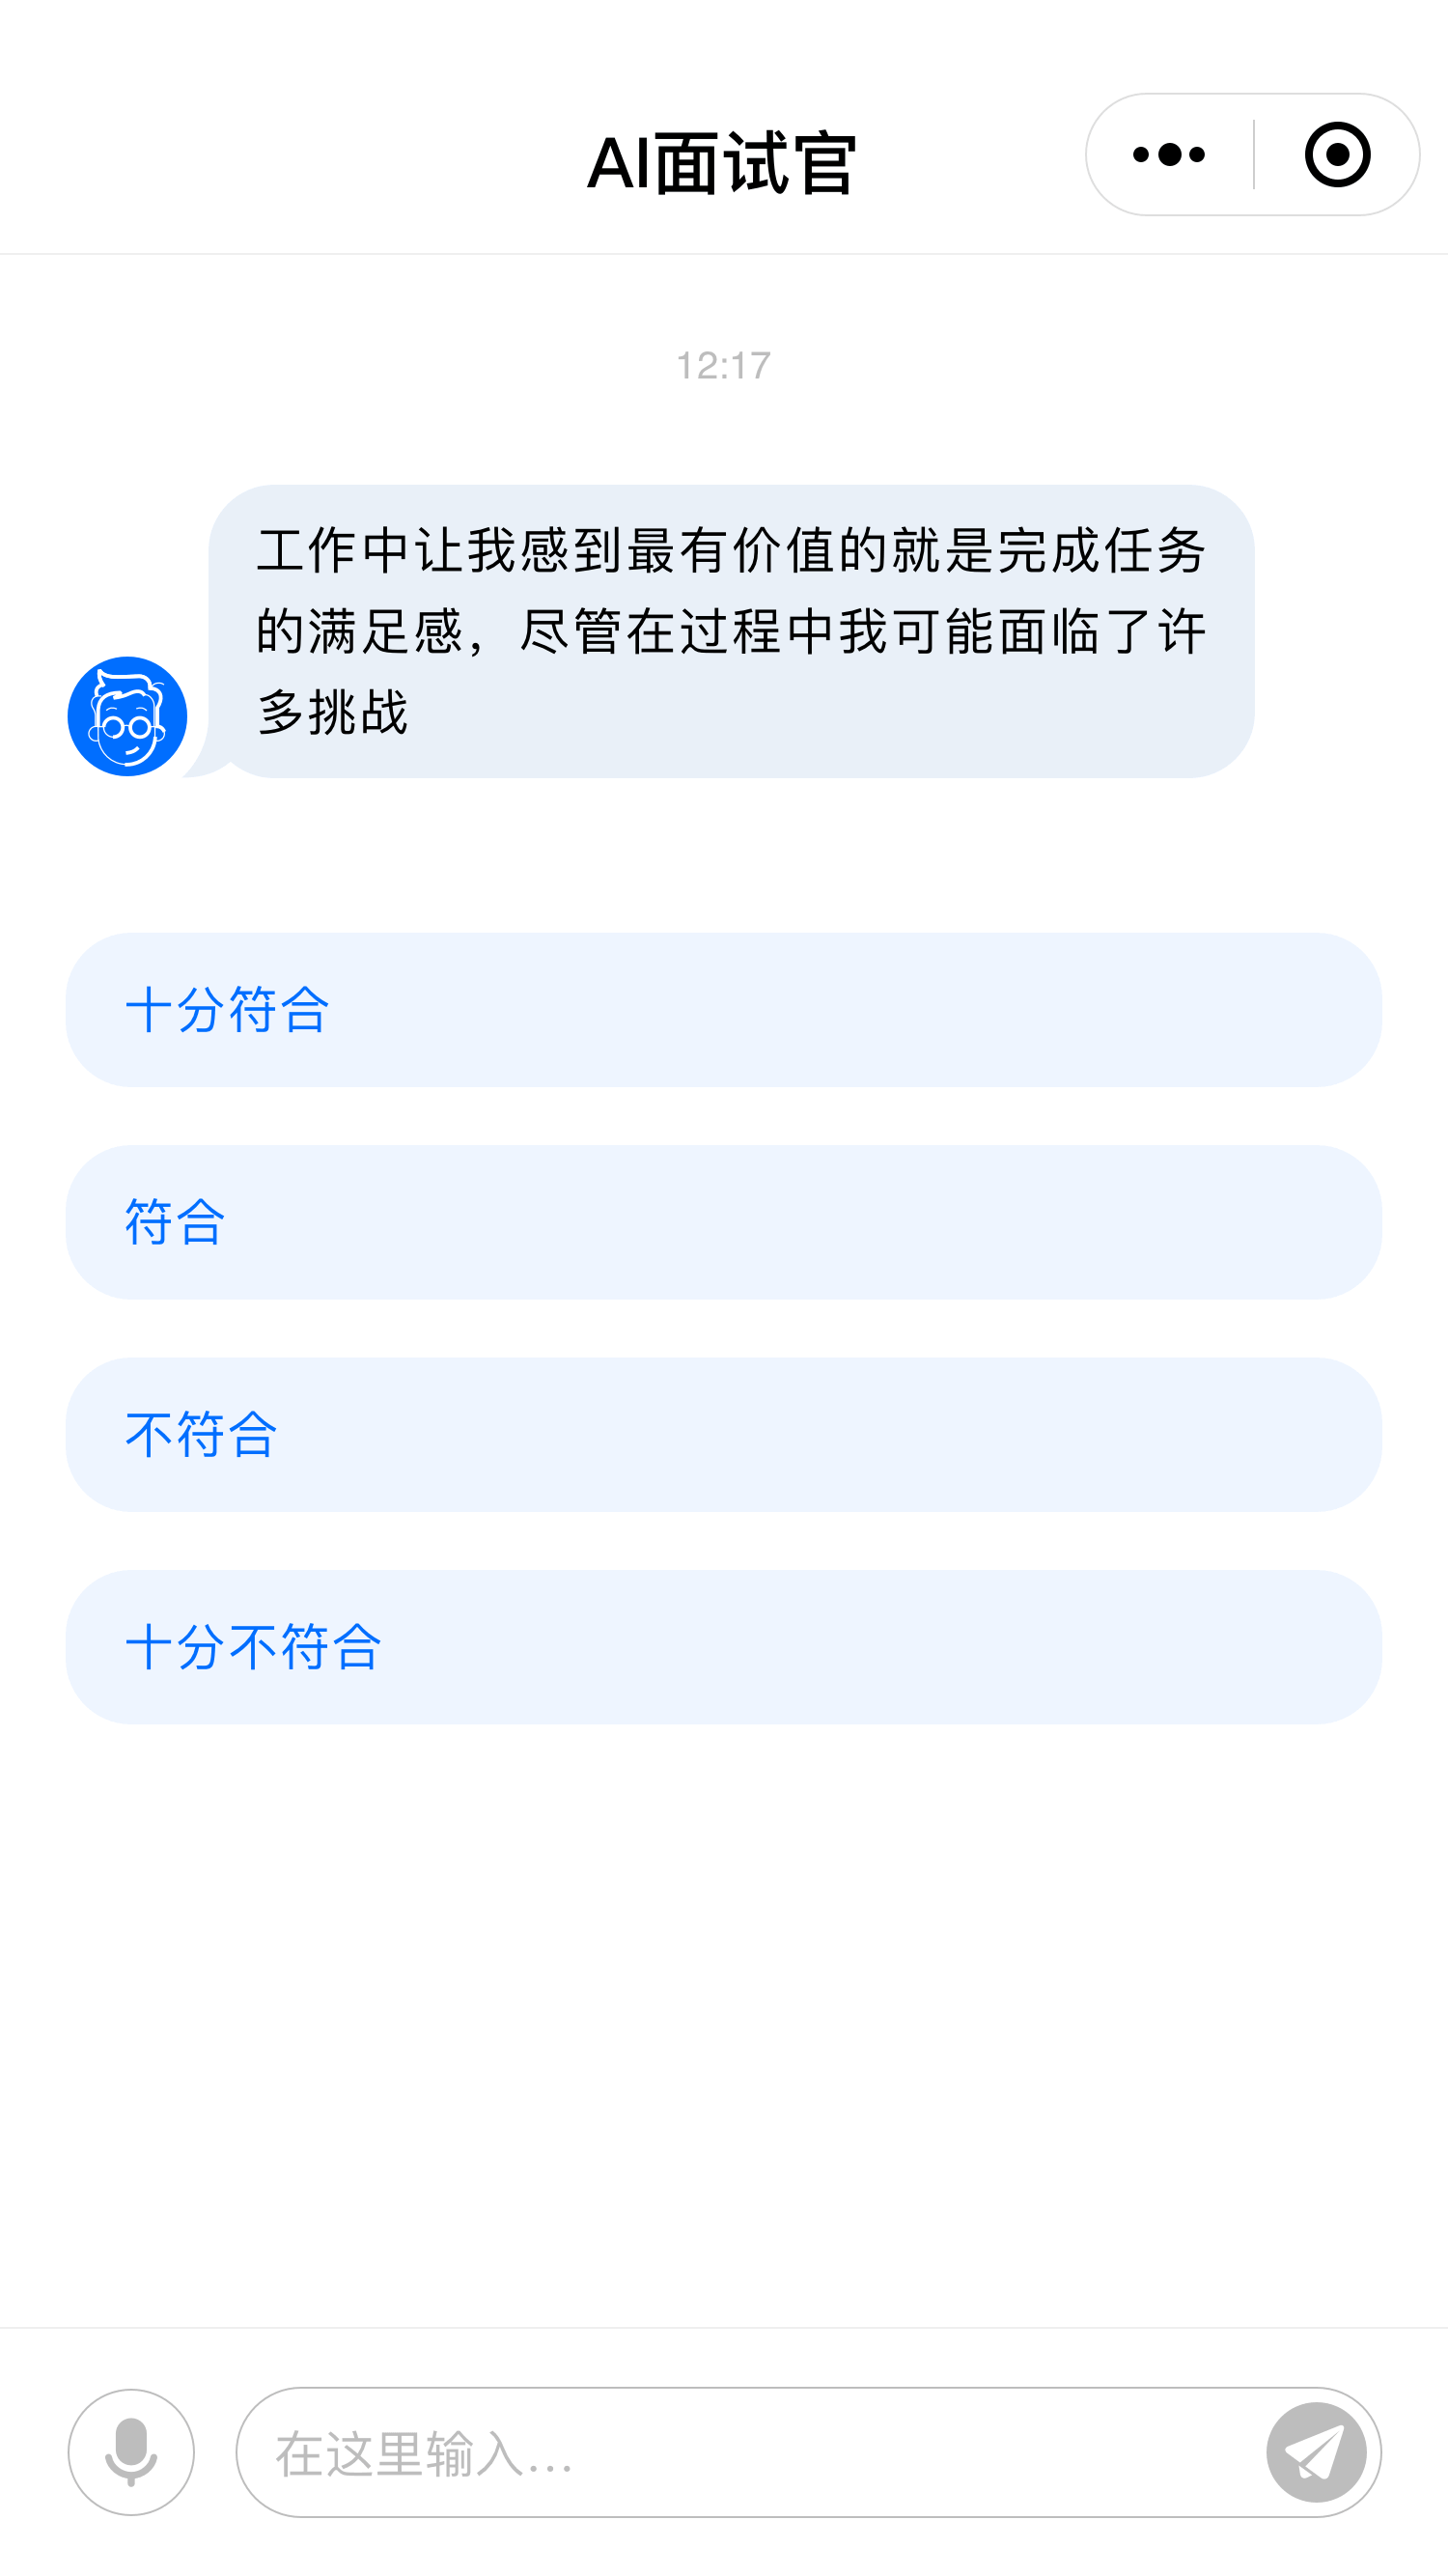 AI面试官
12:17
工作中让我感到最有价值的就是完成任务
的满足感，尽管在过程中我可能面临了许
多挑战
十分符合
符合
不符合
十分不符合
在这里输入...